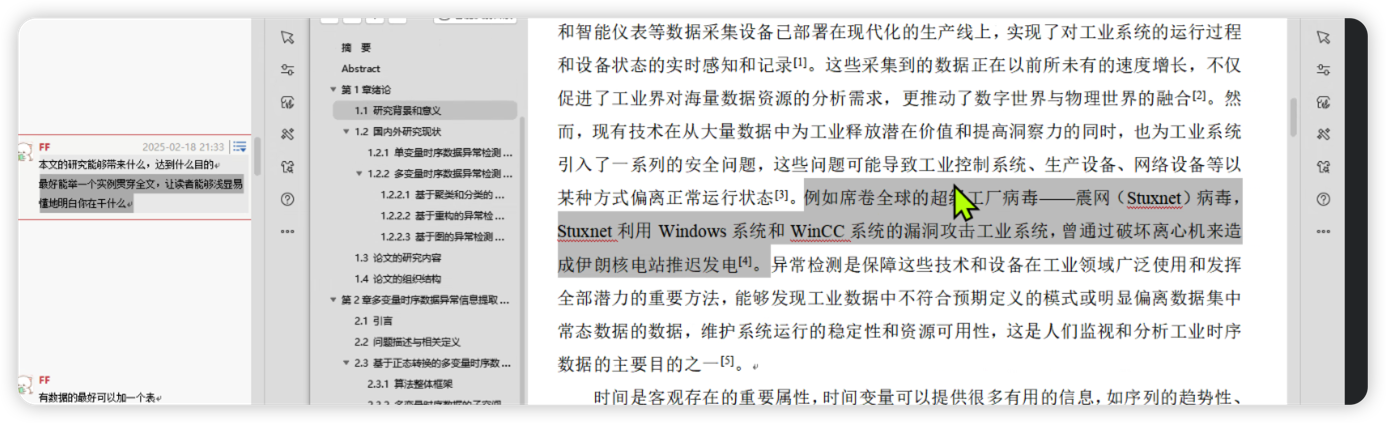 FF 2025-02-18 21:33
本文的研究能够带来什么，达到什么目的
最好能举一个实例贯穿全文，让读者能够浅显易
懂地明白你在干什么
FF
有数据的最好可以加一个表
摘 要
Abstract
第 1 章绪论
1.1 研究背景和意义
1.2 国内外研究现状
1.2.1 单变量时序数据异常检测 ...
1.2.2 多变量时序数据异常检测 ...
1.2.2.1 基于聚类和分类的 ...
1.2.2.2 基于重构的异常检 ...
1.2.2.3 基于图的异常检测 ...
1.3 论文的研究内容
1.4 论文的组织结构
第 2 章多变量时序数据异常信息提取 ...
2.1 引言
2.2 问题描述与相关定义
2.3 基于正态转换的多变量时序数 ...
2.3.1 算法整体框架
和智能仪表等数据采集设备已部署在现代化的生产线上，实现了对工业系统的运行过程
和设备状态的实时感知和记录[1]。这些采集到的数据正在以前所未有的速度增长，不仅
促进了工业界对海量数据资源的分析需求，更推动了数字世界与物理世界的融合[2]。然
而，现有技术在从大量数据中为工业释放潜在价值和提高洞察力的同时，也为工业系统
引入了一系列的安全问题，这些问题可能导致工业控制系统、生产设备、网络设备等以
某种方式偏离正常运行状态[3]。例如席卷全球的超级工厂病毒——震网（Stuxnet）病毒，
Stuxnet 利用 Windows 系统和 WinCC 系统的漏洞攻击工业系统，曾通过破坏离心机来造
成伊朗核电站推迟发电[4]。异常检测是保障这些技术和设备在工业领域广泛使用和发挥
全部潜力的重要方法，能够发现工业数据中不符合预期定义的模式或明显偏离数据集中
常态数据的数据，维护系统运行的稳定性和资源可用性，这是人们监视和分析工业时序
数据的主要目的之一[5]。
时间是客观存在的重要属性，时间变量可以提供很多有用的信息，如序列的趋势性、